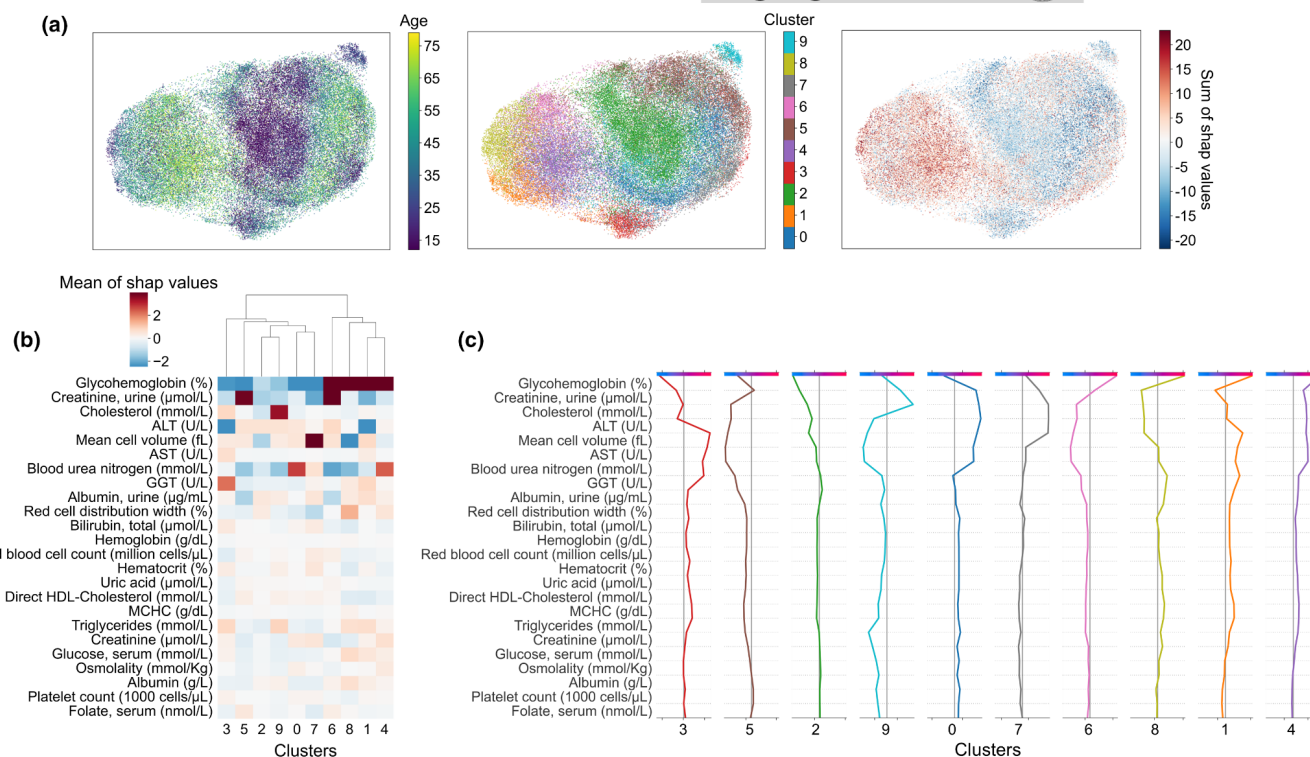 (a)
Age
75
65
55
45
35
25
15
Cluster
9
8
7
6
5
4
3
2
1
0
20
15
10
5
0
-5
-10
-15
-20
Sum of shap values
(b)
Mean of shap values
2
0
−2
Glycohemoglobin (%)
Creatinine, urine (µmol/L)
Cholesterol (mmol/L)
ALT (U/L)
Mean cell volume (fL)
AST (U/L)
Blood urea nitrogen (mmol/L)
GGT (U/L)
Albumin, urine (µg/mL)
Red cell distribution width (%)
Bilirubin, total (µmol/L)
Hemoglobin (g/dL)
d blood cell count (million cells/µL)
Hematocrit (%)
Uric acid (µmol/L)
Direct HDL-Cholesterol (mmol/L)
MCHC (g/dL)
Triglycerides (mmol/L)
Creatinine (µmol/L)
Glucose, serum (mmol/L)
Osmolality (mmol/Kg)
Albumin (g/L)
Platelet count (1000 cells/µL)
Folate, serum (nmol/L)
3 5 2 9 0 7 6 8 1 4
Clusters
(c)
Glycohemoglobin (%)
Creatinine, urine (µmol/L)
Cholesterol (mmol/L)
ALT (U/L)
Mean cell volume (fL)
AST (U/L)
Blood urea nitrogen (mmol/L)
GGT (U/L)
Albumin, urine (µg/mL)
Red cell distribution width (%)
Bilirubin, total (µmol/L)
Hemoglobin (g/dL)
Red blood cell count (million cells/µL)
Hematocrit (%)
Uric acid (µmol/L)
Direct HDL-Cholesterol (mmol/L)
MCHC (g/dL)
Triglycerides (mmol/L)
Creatinine (µmol/L)
Glucose, serum (mmol/L)
Osmolality (mmol/Kg)
Albumin (g/L)
Platelet count (1000 cells/µL)
Folate, serum (nmol/L)
3 5 2 9 0 7 6 8 1 4
Clusters